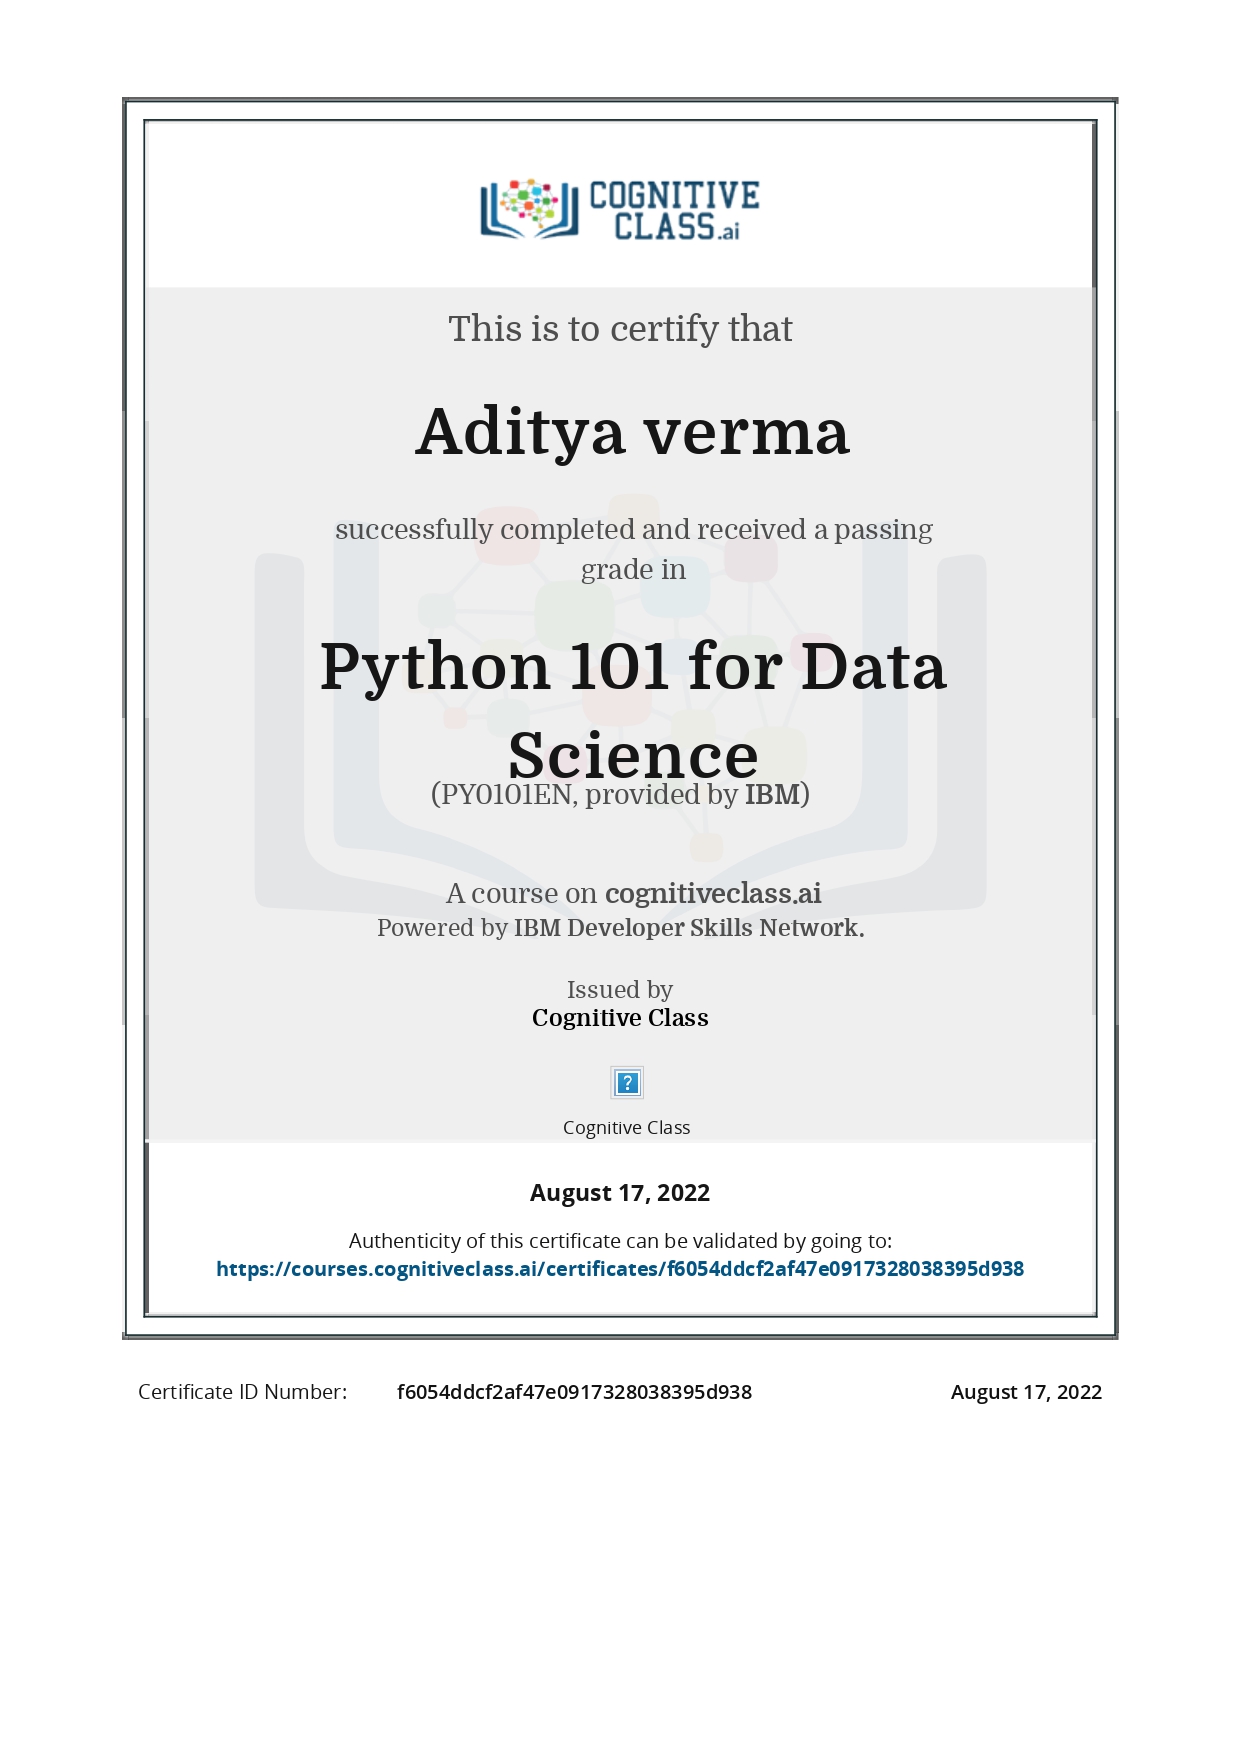 COGNITIVE
CLASS.ai
This is to certify that
Aditya verma
successfully completed and received a passing
grade in
Python 101 for Data
Science
(PY0101EN, provided by IBM)
A course on cognitiveclass.ai
Powered by IBM Developer Skills Network.
Issued by
Cognitive Class
?
Cognitive Class
August 17, 2022
Authenticity of this certificate can be validated by going to:
https://courses.cognitiveclass.ai/certificates/f6054ddcf2af47e0917328038395d938
Certificate ID Number: f6054ddcf2af47e0917328038395d938 August 17, 2022